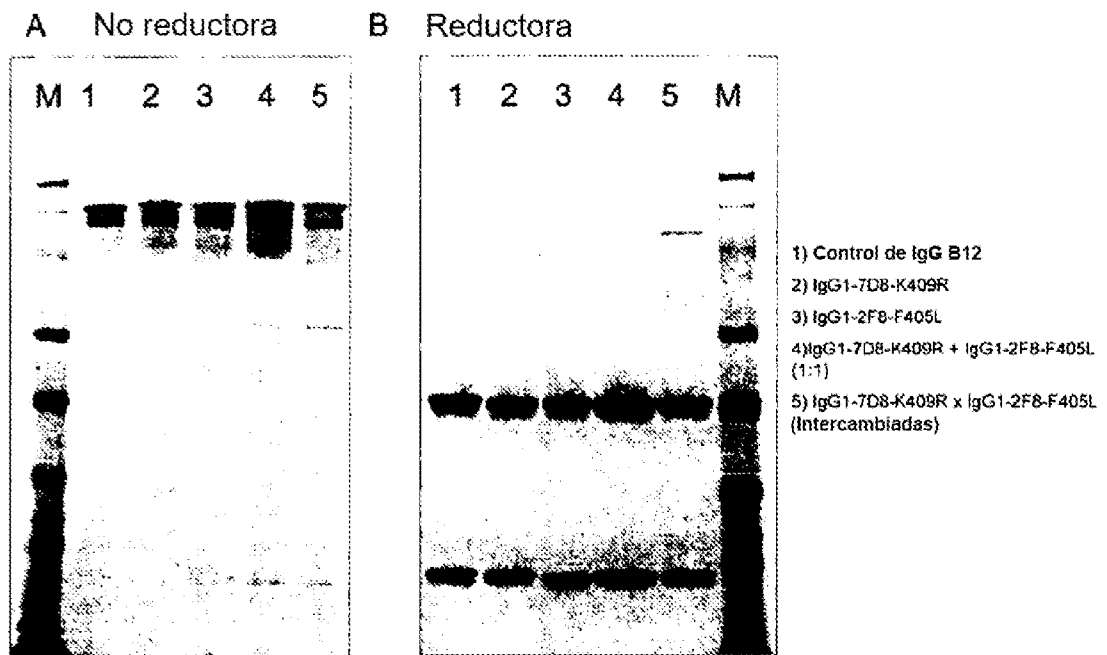 A No reductora B Reductora
M 1 2 3 4 5 1 2 3 4 5 M
1) Control de IgG B12
2) IgG1-7D8-K409R
3) IgG1-2F8-F405L
4)IgG1-7D8-K409R + IgG1-2F8-F405L
(1:1)
5) IgG1-7D8-K409R x IgG1-2F8-F405L
(Intercambiadas)